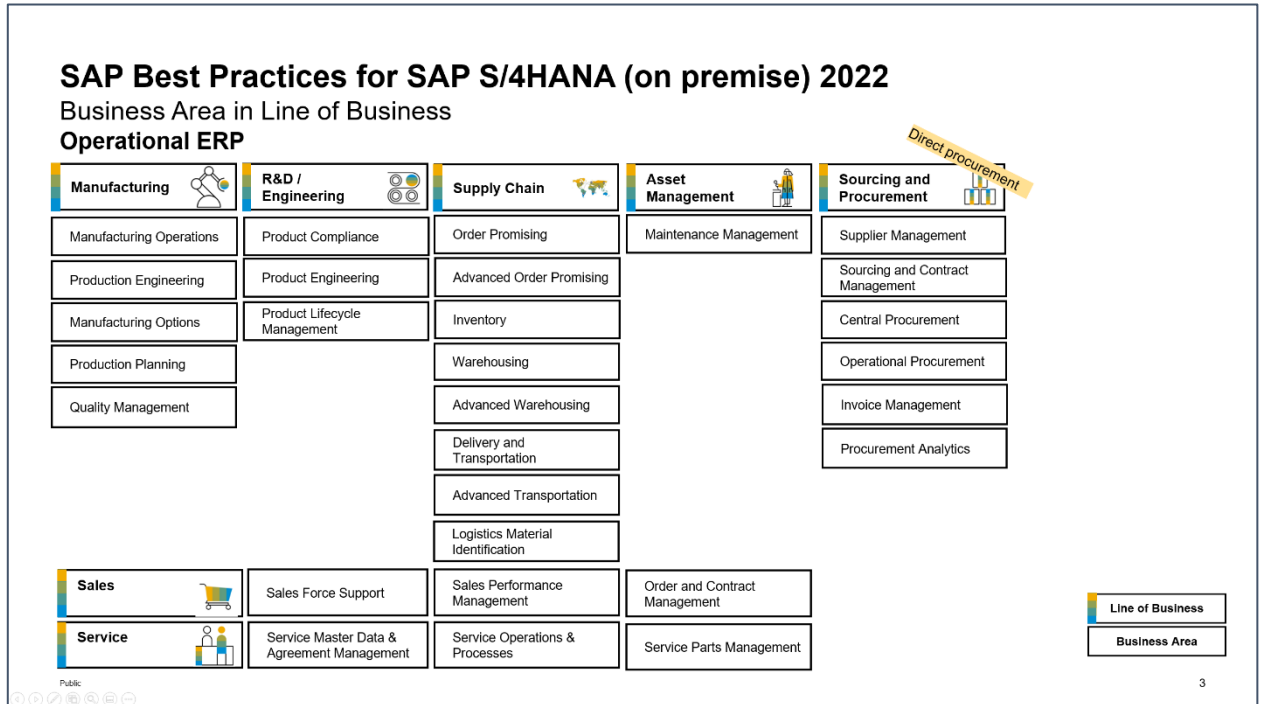 SAP Best Practices for SAP S/4HANA (on premise) 2022
Business Area in Line of Business
Operational ERP
Direct procurement
Manufacturing
Manufacturing Operations
Production Engineering
Manufacturing Options
Production Planning
Quality Management
R&D /
Engineering
Product Compliance
Product Engineering
Product Lifecycle
Management
Supply Chain
Order Promising
Advanced Order Promising
Inventory
Warehousing
Advanced Warehousing
Delivery and
Transportation
Advanced Transportation
Logistics Material
Identification
Asset
Management
Maintenance Management
Sourcing and
Procurement
Supplier Management
Sourcing and Contract
Management
Central Procurement
Operational Procurement
Invoice Management
Procurement Analytics
Sales
Sales Force Support
Sales Performance
Management
Order and Contract
Management
Service
Service Master Data &
Agreement Management
Service Operations &
Processes
Service Parts Management
Line of Business
Business Area
Public
3